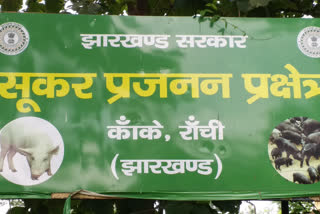 झारखण्ड सरकार
सूकर प्रजनन प्रक्षेत्र
काँके, राँची
(झारखण्ड)